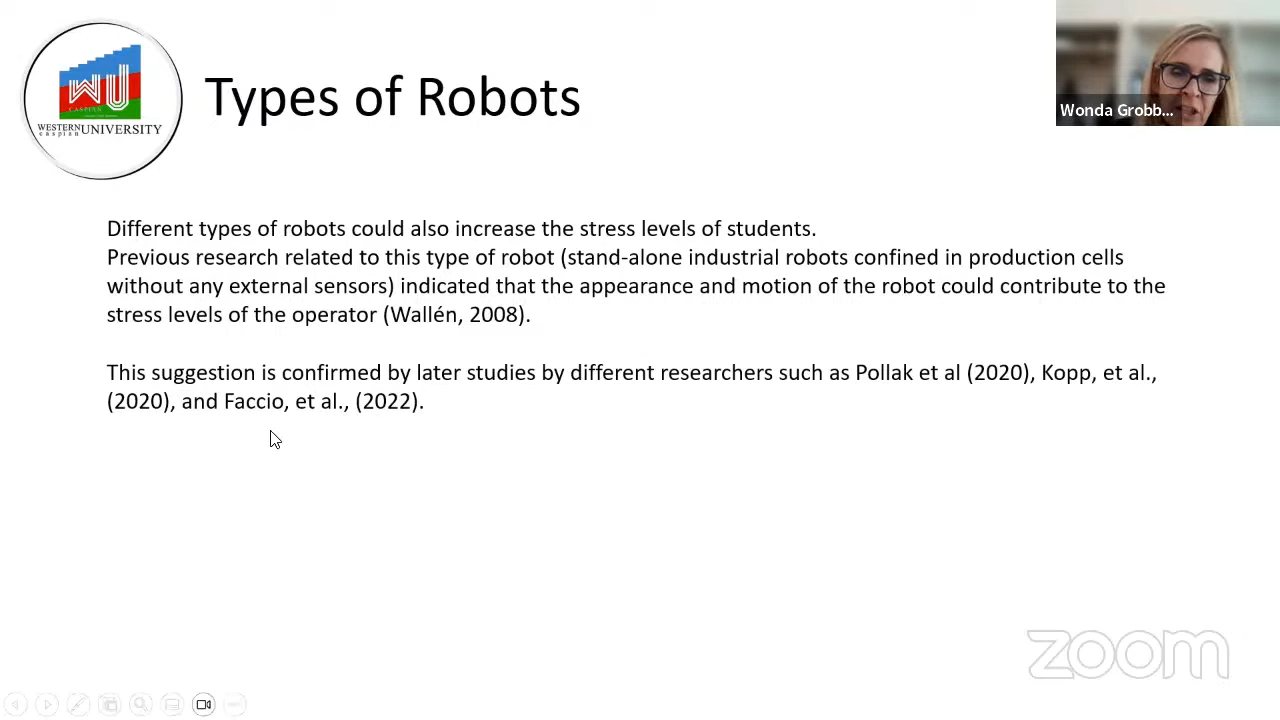 WU
CASPIAN
WESTERN UNIVERSITY
caspian
Types of Robots
Wonda Grobb...
Different types of robots could also increase the stress levels of students.
Previous research related to this type of robot (stand-alone industrial robots confined in production cells
without any external sensors) indicated that the appearance and motion of the robot could contribute to the
stress levels of the operator (Wallén, 2008).
This suggestion is confirmed by later studies by different researchers such as Pollak et al (2020), Kopp, et al.,
(2020), and Faccio, et al., (2022).
zoom